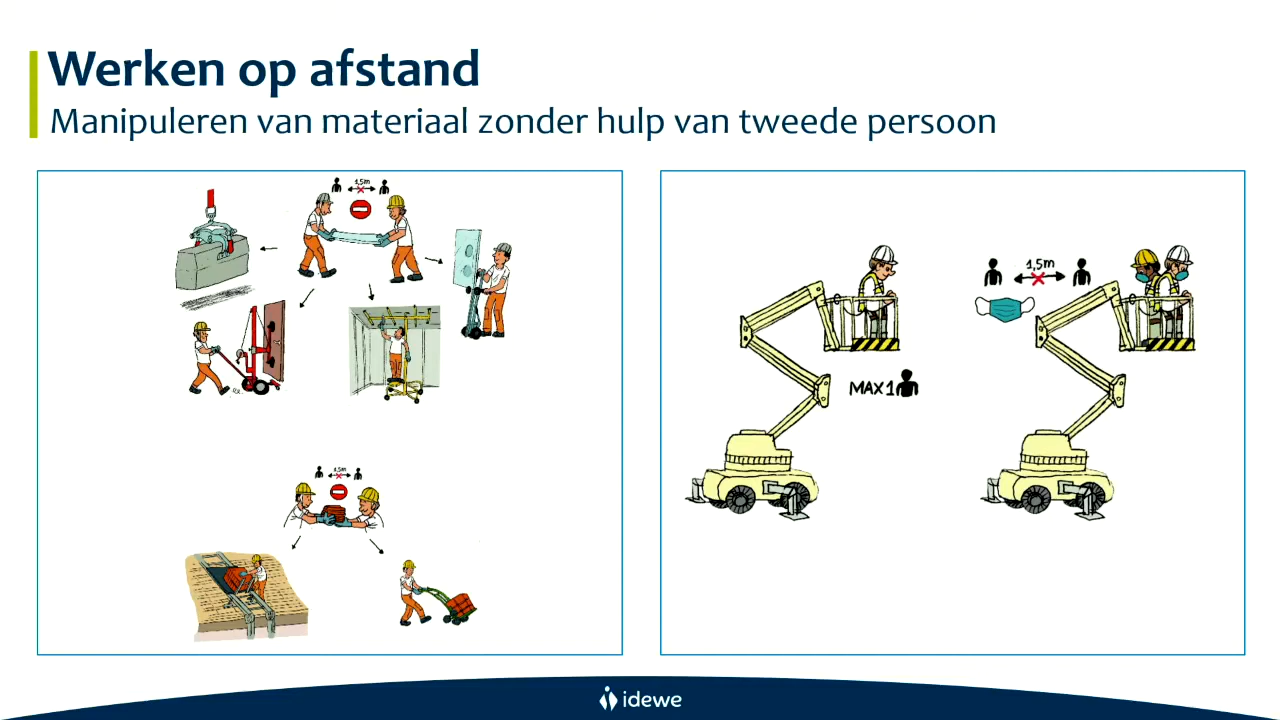 Werken op afstand
Manipuleren van materiaal zonder hulp van tweede persoon
1,5m
1,5m
1,5m
MAX 1
idewe